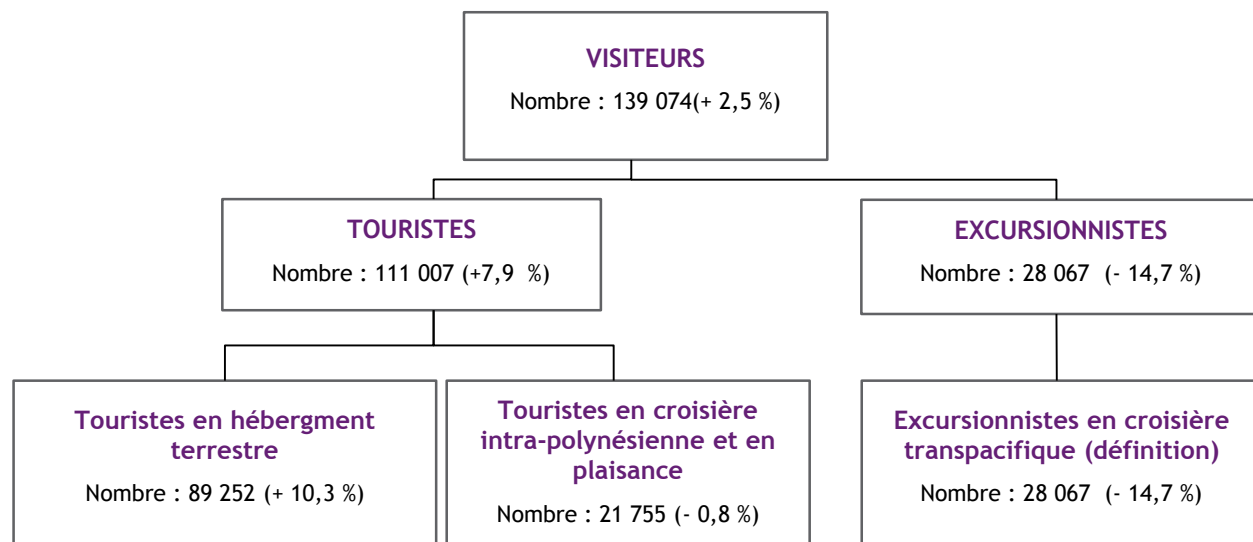 VISITEURS
Nombre : 139 074(+ 2,5 %)
TOURISTES
Nombre : 111 007 (+7,9  %)
EXCURSIONNISTES
Nombre : 28 067  (- 14,7 %)
Touristes en hébergment
terrestre
Nombre : 89 252 (+ 10,3 %)
Touristes en croisière
intra-polynésienne et en
plaisance
Nombre : 21 755 (- 0,8 %)
Excursionnistes en croisière
transpacifique (définition)
Nombre : 28 067  (- 14,7 %)